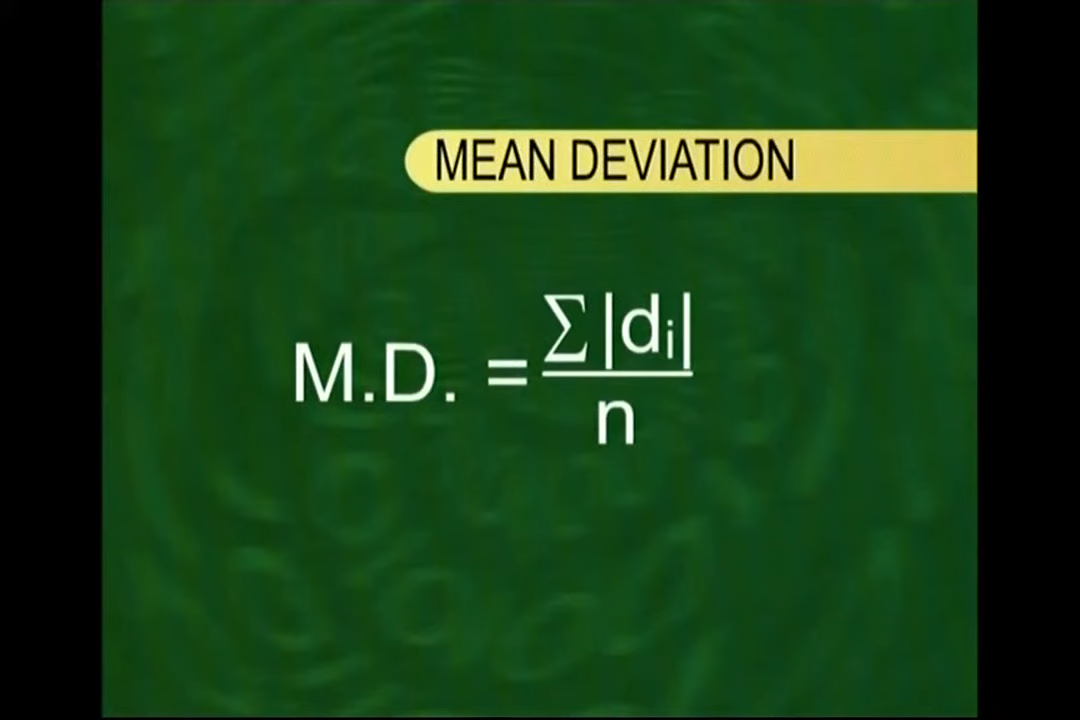 MEAN DEVIATION
M.D. = ∑|dᵢ|
n